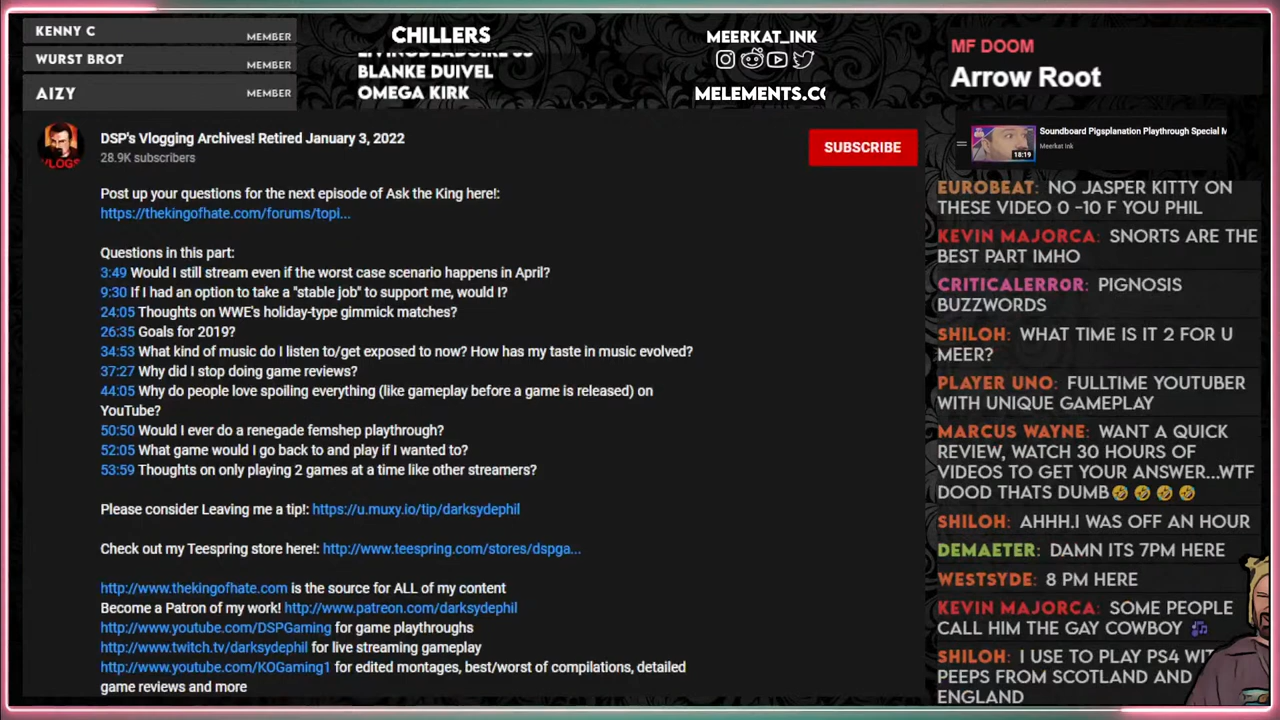 KENNY C
MEMBER
WURST BROT
MEMBER
AIZY
MEMBER
CHILLERS
BLANKE DUIVEL
OMEGA KIRK
MEERKAT_INK
MELEMENTS.CO
MF DOOM
Arrow Root
Soundboard Pigsplanation Playthrough Special M
Meerkat Ink
18:19
DSP's Vlogging Archives! Retired January 3, 2022
28.9K subscribers
VLOGS
SUBSCRIBE
Post up your questions for the next episode of Ask the King here!:
https://thekingofhate.com/forums/topi...
Questions in this part:
3:49 Would I still stream even if the worst case scenario happens in April?
9:30 If I had an option to take a "stable job" to support me, would I?
24:05 Thoughts on WWE's holiday-type gimmick matches?
26:35 Goals for 2019?
34:53 What kind of music do I listen to/get exposed to now? How has my taste in music evolved?
37:27 Why did I stop doing game reviews?
44:05 Why do people love spoiling everything (like gameplay before a game is released) on
YouTube?
50:50 Would I ever do a renegade femshep playthrough?
52:05 What game would I go back to and play if I wanted to?
53:59 Thoughts on only playing 2 games at a time like other streamers?
Please consider Leaving me a tip!: https://u.muxy.io/tip/darksydephil
Check out my Teespring store here!: http://www.teespring.com/stores/dspga...
http://www.thekingofhate.com is the source for ALL of my content
Become a Patron of my work! http://www.patreon.com/darksydephil
http://www.youtube.com/DSPGaming for game playthroughs
http://www.twitch.tv/darksydephil for live streaming gameplay
http://www.youtube.com/KOGaming1 for edited montages, best/worst of compilations, detailed
game reviews and more
EUROBEAT: NO JASPER KITTY ON
THESE VIDEO 0 -10 F YOU PHIL
KEVIN MAJORCA: SNORTS ARE THE
BEST PART IMHO
CRITICALERR0R: PIGNOSIS
BUZZWORDS
SHILOH: WHAT TIME IS IT 2 FOR U
MEER?
PLAYER UNO: FULLTIME YOUTUBER
WITH UNIQUE GAMEPLAY
MARCUS WAYNE: WANT A QUICK
REVIEW, WATCH 30 HOURS OF
VIDEOS TO GET YOUR ANSWER...WTF
DOOD THATS DUMB🤣 🤣 🤣 🤣
SHILOH: AHHH.I WAS OFF AN HOUR
DEMAETER: DAMN ITS 7PM HERE
WESTSYDE: 8 PM HERE
KEVIN MAJORCA: SOME PEOPLE
CALL HIM THE GAY COWBOY 🎶
SHILOH: I USE TO PLAY PS4 WIT
PEEPS FROM SCOTLAND AND
ENGLAND